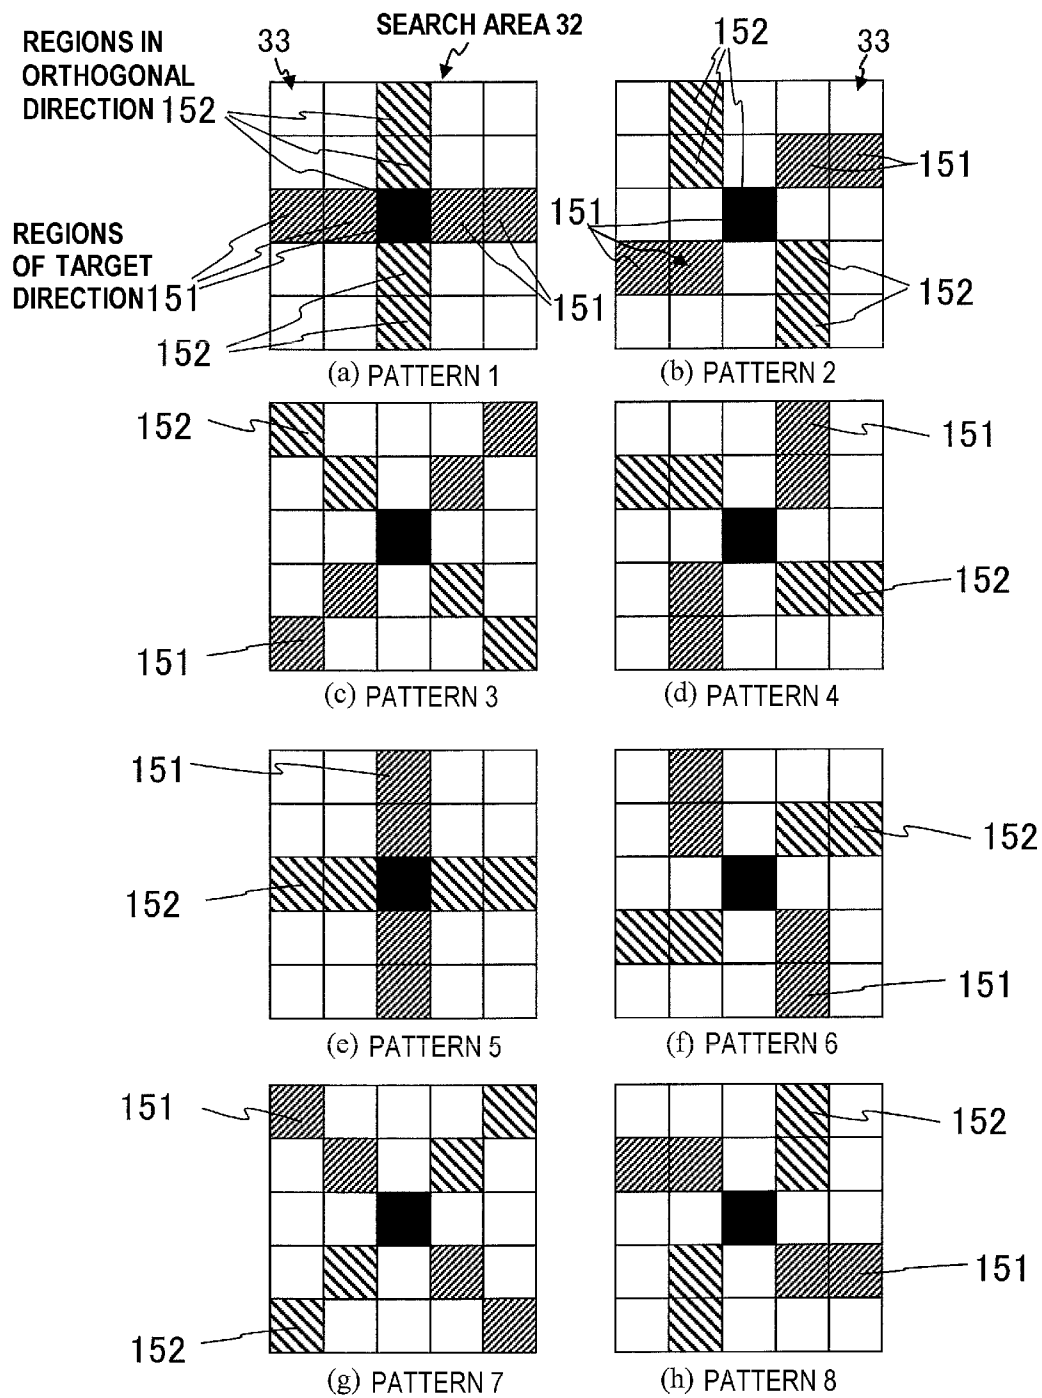 REGIONS IN
ORTHOGONAL
DIRECTION 152
33
SEARCH AREA 32
152
33
151
151
REGIONS
OF TARGET
DIRECTION 151
151
152
152
(a) PATTERN 1
(b) PATTERN 2
152
151
151
152
(c) PATTERN 3
(d) PATTERN 4
151
152
152
151
(e) PATTERN 5
(f) PATTERN 6
151
152
152
151
(g) PATTERN 7
(h) PATTERN 8